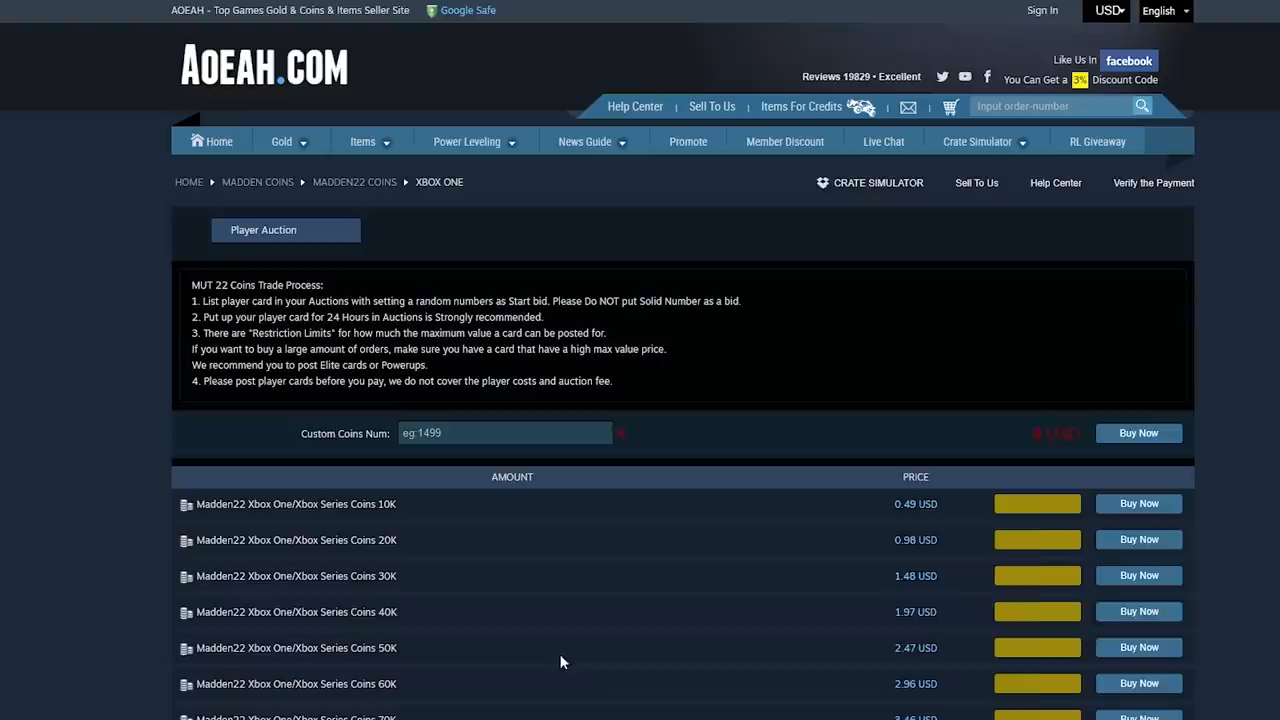 AOEAH - Top Games Gold & Coins & Items Seller Site
Google Safe
Sign In
USD
English
AOEAH.COM
Like Us In
facebook
Reviews 19829 • Excellent
You Can Get a 3% Discount Code
Help Center
Sell To Us
Items For Credits
Input order-number
Home
Gold
Items
Power Leveling
News Guide
Promote
Member Discount
Live Chat
Crate Simulator
RL Giveaway
HOME
MADDEN COINS
MADDEN22 COINS
XBOX ONE
CRATE SIMULATOR
Sell To Us
Help Center
Verify the Payment
Player Auction
MUT 22 Coins Trade Process:
1. List player card in your Auctions with setting a random numbers as Start bid. Please Do NOT put Solid Number as a bid.
2. Put up your player card for 24 Hours in Auctions is Strongly recommended.
3. There are "Restriction Limits" for how much the maximum value a card can be posted for.
If you want to buy a large amount of orders, make sure you have a card that have a high max value price.
We recommend you to post Elite cards or Powerups.
4. Please post player cards before you pay, we do not cover the player costs and auction fee.
Custom Coins Num:
eg:1499
K
Buy Now
AMOUNT
PRICE
Madden22 Xbox One/Xbox Series Coins 10K
0.49 USD
Buy Now
Madden22 Xbox One/Xbox Series Coins 20K
0.98 USD
Buy Now
Madden22 Xbox One/Xbox Series Coins 30K
1.48 USD
Buy Now
Madden22 Xbox One/Xbox Series Coins 40K
1.97 USD
Buy Now
Madden22 Xbox One/Xbox Series Coins 50K
2.47 USD
Buy Now
Madden22 Xbox One/Xbox Series Coins 60K
2.96 USD
Buy Now
Madden22 Xbox One/Xbox Series Coins 70K
3.46 USD